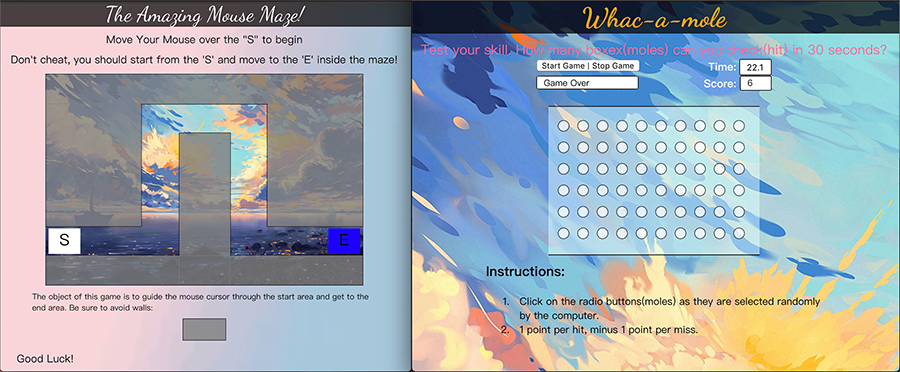 The Amazing Mouse Maze!
Move Your Mouse over the "S" to begin
Don't cheat, you should start from the 'S' and move to the 'E' inside the maze!
S
E
The object of this game is to guide the mouse cursor through the start area and get to the
end area. Be sure to avoid walls:
Good Luck!
Whac-a-mole
Test your skill. How many boxex(moles) can you check(hit) in 30 seconds?
Start Game | Stop Game
Time: 22.1
Game Over
Score: 6
Instructions:
1. Click on the radio buttons(moles) as they are selected randomly
by the computer.
2. 1 point per hit, minus 1 point per miss.